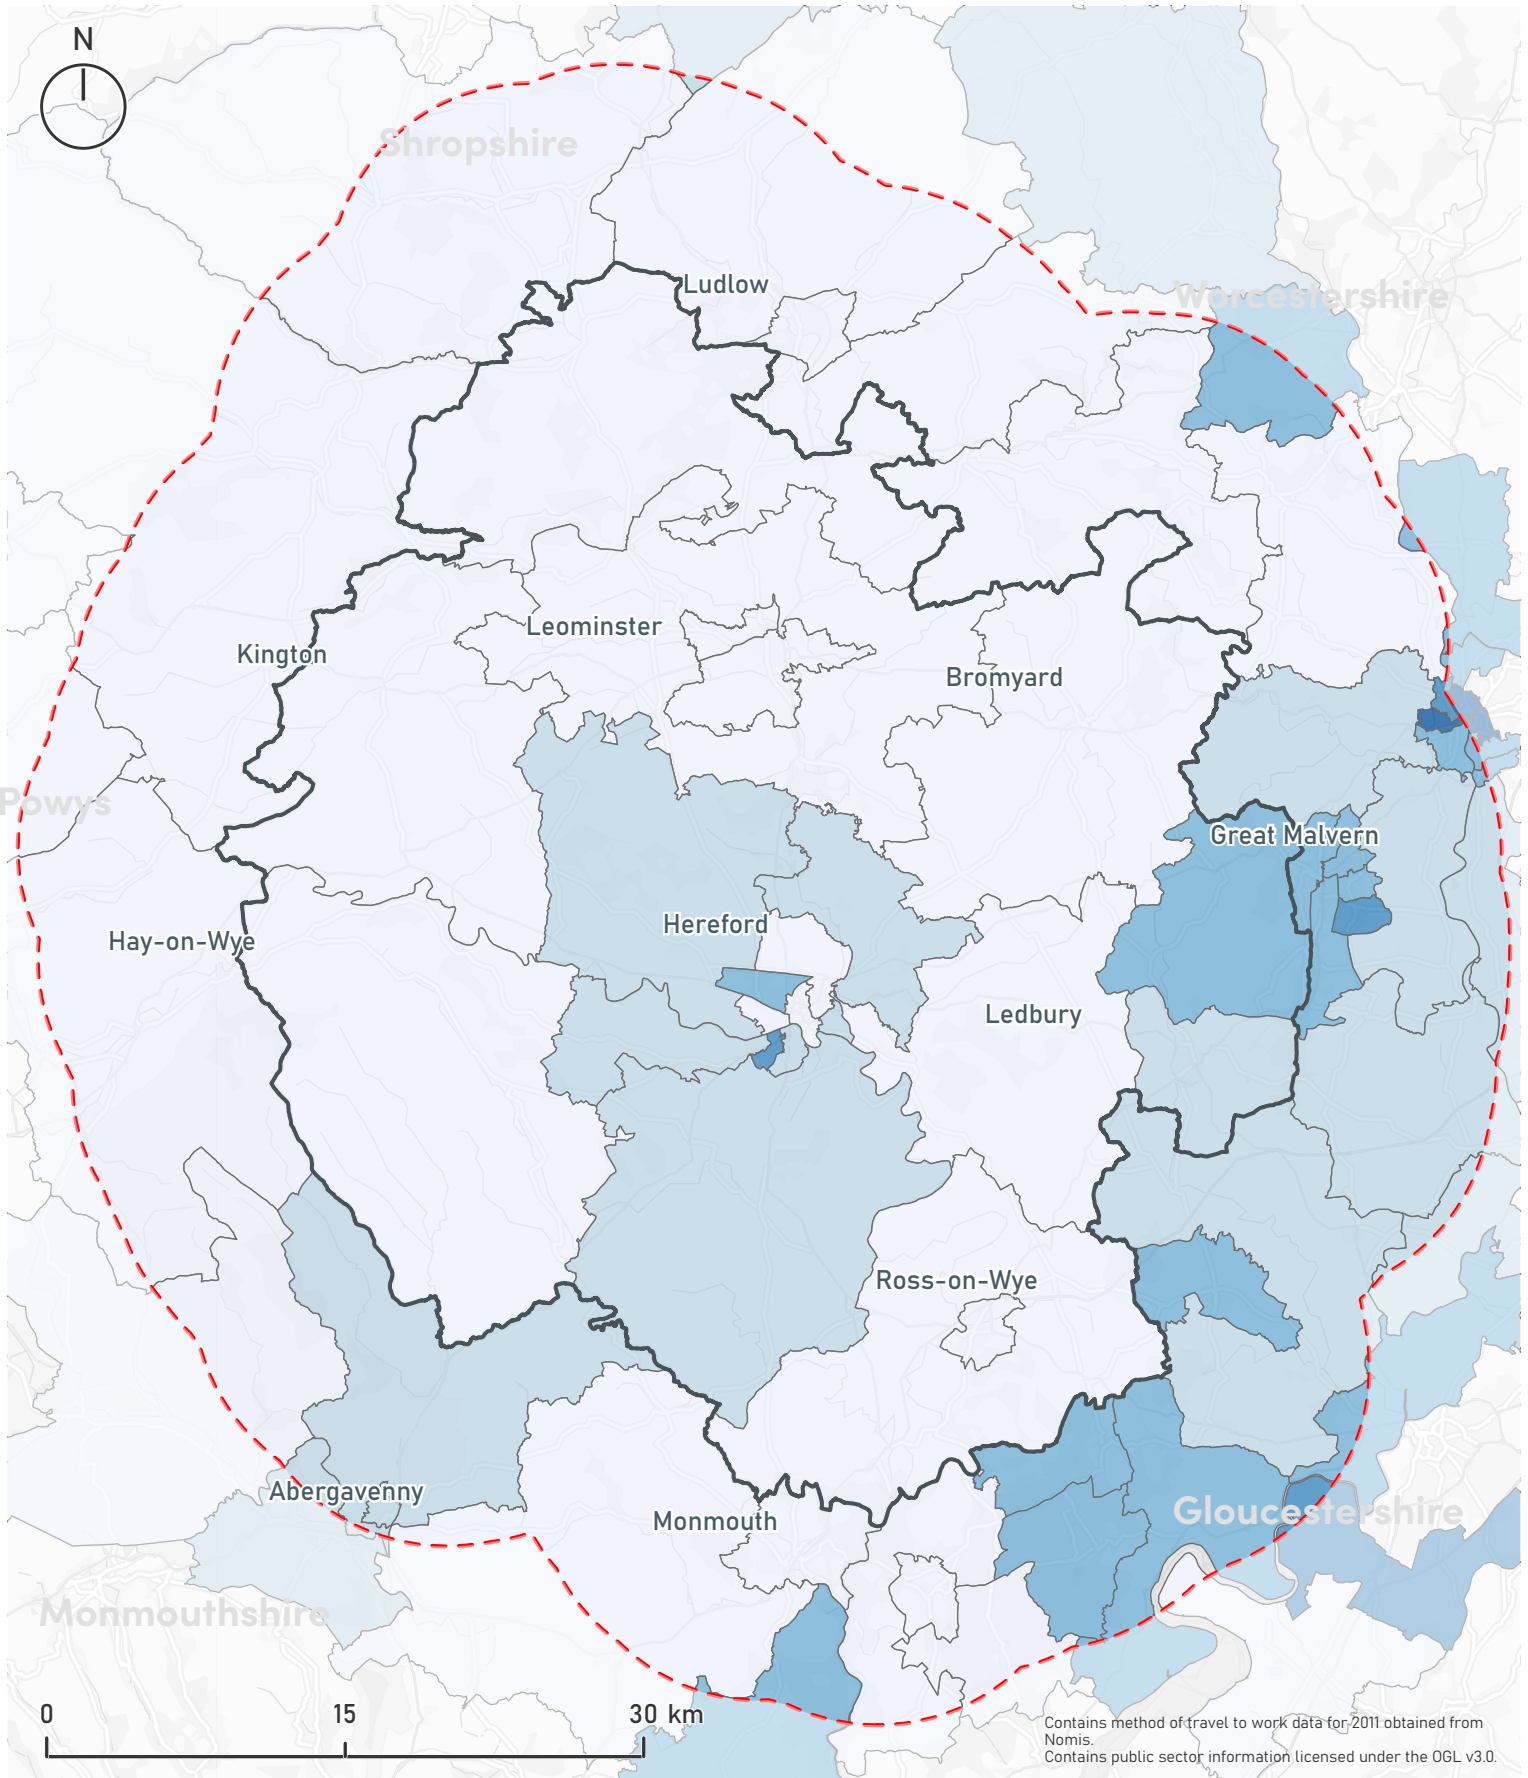 N
Shropshire
Ludlow
Worcestershire
Leominster
Kington
Bromyard
Powys
Great Malvern
Hereford
Hay-on-Wye
Ledbury
Ross-on-Wye
Abergavenny
Monmouth
Gloucestershire
Monmouthshire
0 15 30 km
Contains method of travel to work data for 2011 obtained from
Nomis.
Contains public sector information licensed under the OGL v3.0.